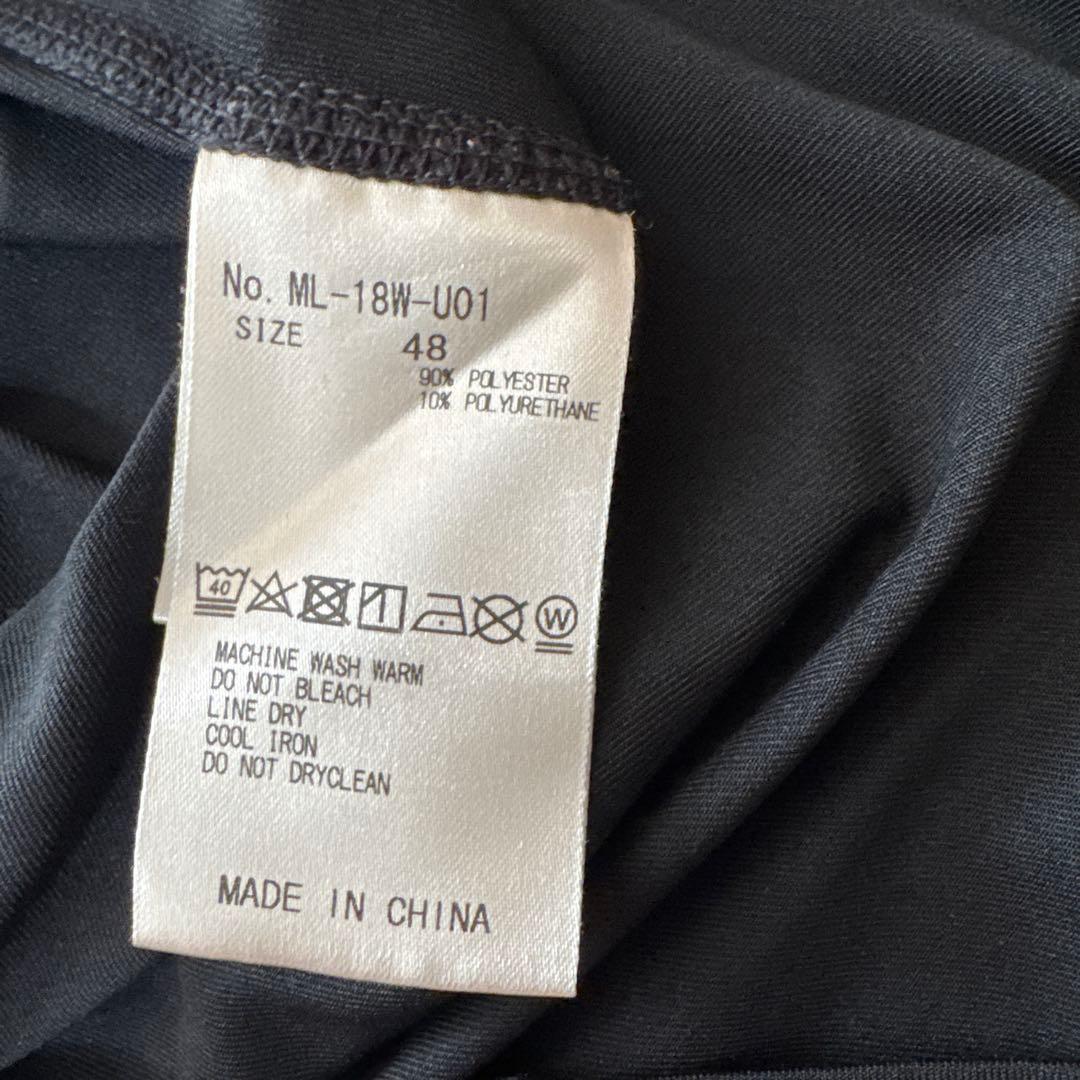 No. ML-18W-U01
SIZE 48
90% POLYESTER
10% POLYURETHANE
40 W
MACHINE WASH WARM
DO NOT BLEACH
LINE DRY
COOL IRON
DO NOT DRYCLEAN
MADE IN CHINA